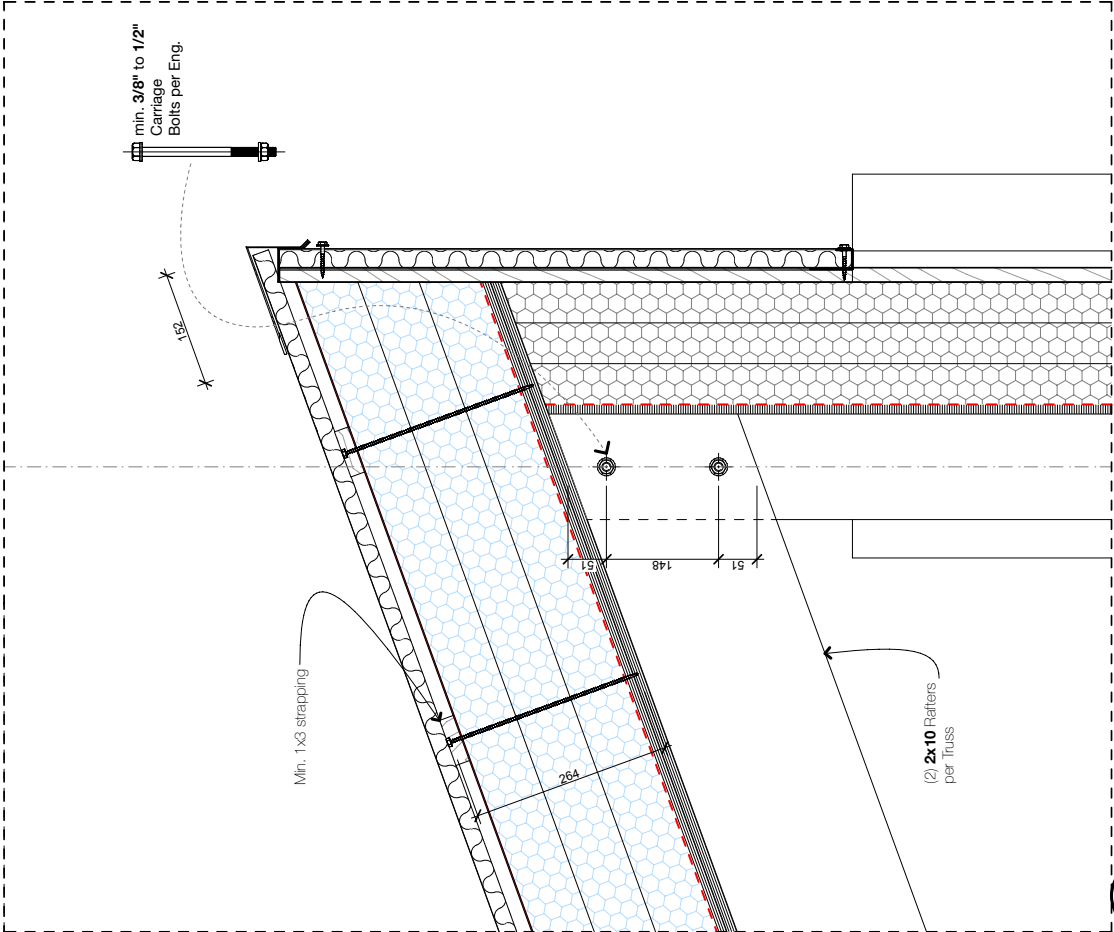 min. 3/8" to 1/2"
Carriage
Bolts per Eng.
152
Min. 1x3 strapping
51
148
51
264
(2) 2x10 Rafters
per Truss